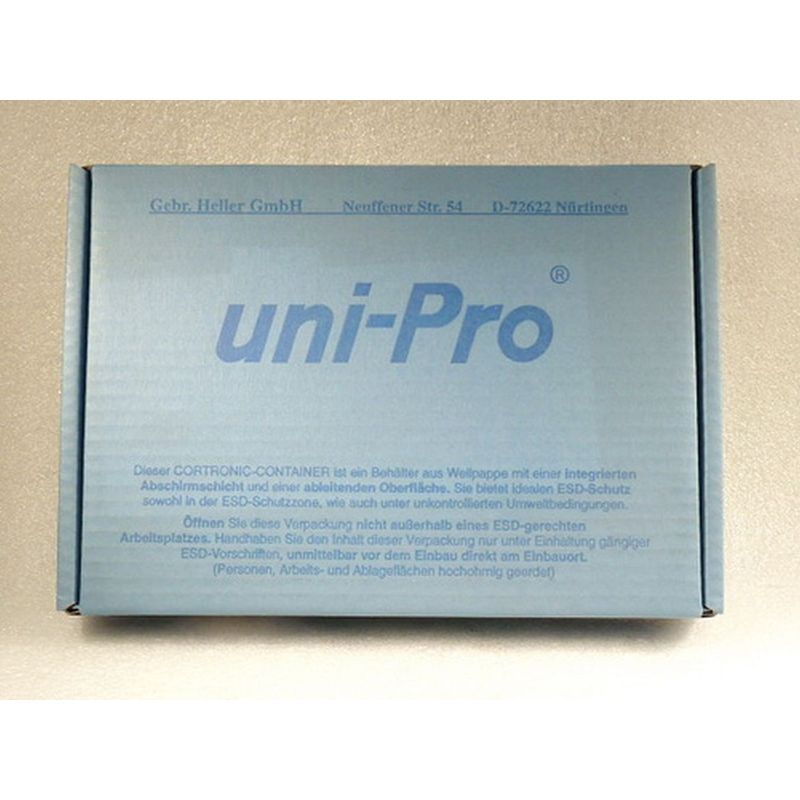 Gebr. Heller GmbH Neuffener Str. 54 D-72622 Nürtingen
uni-Pro ®
Dieser CORTRONIC-CONTAINER ist ein Behälter aus Wellpappe mit einer integrierten
Abschirmschicht und einer ableitenden Oberfläche. Sie bietet idealen ESD-Schutz
sowohl in der ESD-Schutzzone, wie auch unter unkontrollierten Umweltbedingungen.
Öffnen Sie diese Verpackung nicht außerhalb eines ESD-gerechten
Arbeitsplatzes. Handhaben Sie den Inhalt dieser Verpackung nur unter Einhaltung gängiger
ESD-Vorschriften, unmittelbar vor dem Einbau direkt am Einbauort.
(Personen, Arbeits- und Ablageflächen hochohmig geerdet)